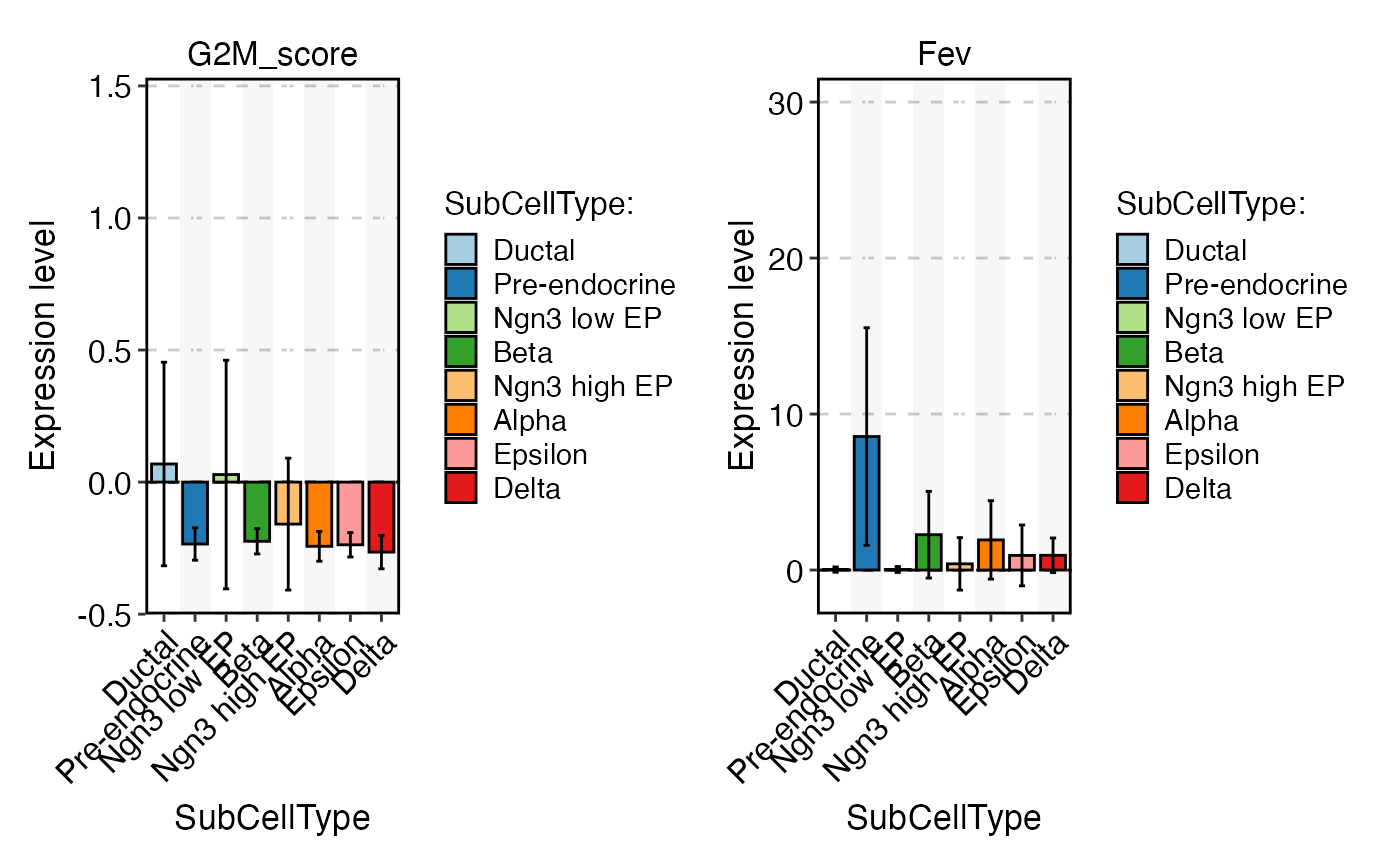 G2M_score
Expression level
1.5
1.0
0.5
0.0
-0.5
Ductal
Pre-endocrine
Ngn3 low EP
Beta
Ngn3 high EP
Alpha
Epsilon
Delta
SubCellType
SubCellType:
Ductal
Pre-endocrine
Ngn3 low EP
Beta
Ngn3 high EP
Alpha
Epsilon
Delta
Fev
Expression level
30
20
10
0
Ductal
Pre-endocrine
Ngn3 low EP
Beta
Ngn3 high EP
Alpha
Epsilon
Delta
SubCellType
SubCellType:
Ductal
Pre-endocrine
Ngn3 low EP
Beta
Ngn3 high EP
Alpha
Epsilon
Delta